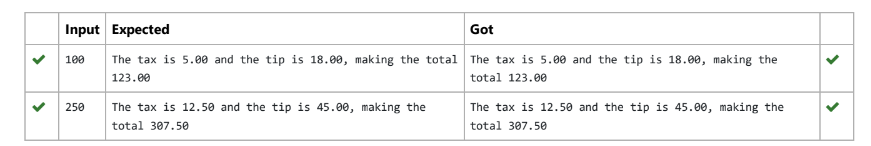 Input Expected Got
100 The tax is 5.00 and the tip is 18.00, making the total The tax is 5.00 and the tip is 18.00, making the
123.00 total 123.00
250 The tax is 12.50 and the tip is 45.00, making the The tax is 12.50 and the tip is 45.00, making the
total 307.50 total 307.50